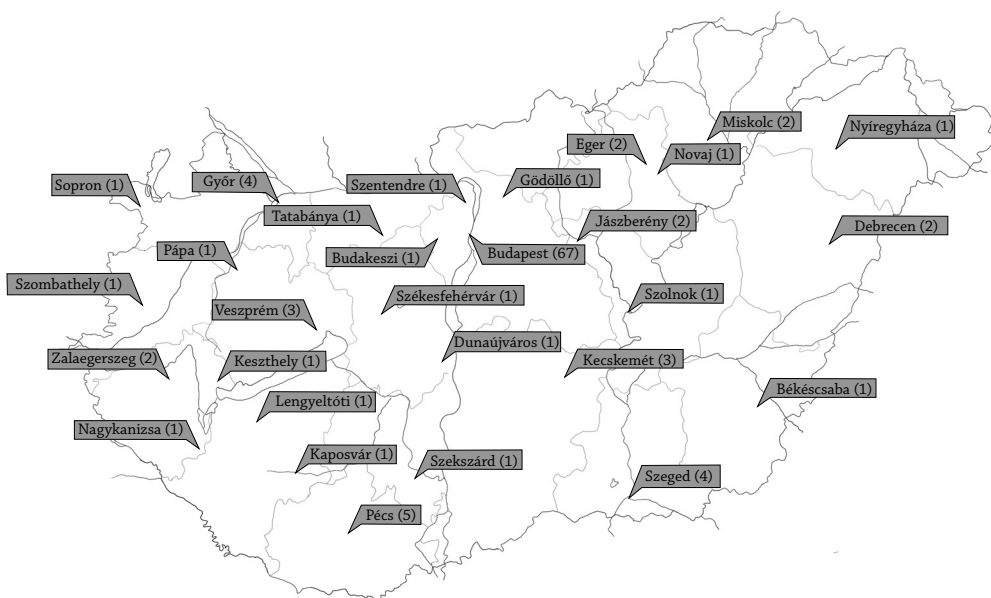 Miskolc (2)
Nyíregyháza (1)
Eger (2)
Novaj (1)
Sopron (1)
Győr (4)
Szentendre (1)
Gödöllő (1)
Tatabánya (1)
Jászberény (2)
Debrecen (2)
Pápa (1)
Budakeszi (1)
Budapest (67)
Szombathely (1)
Székesfehérvár (1)
Szolnok (1)
Veszprém (3)
Dunaújváros (1)
Zalaegerszeg (2)
Keszthely (1)
Kecskemét (3)
Békéscsaba (1)
Lengyeltóti (1)
Nagykanizsa (1)
Kaposvár (1)
Szekszárd (1)
Szeged (4)
Pécs (5)